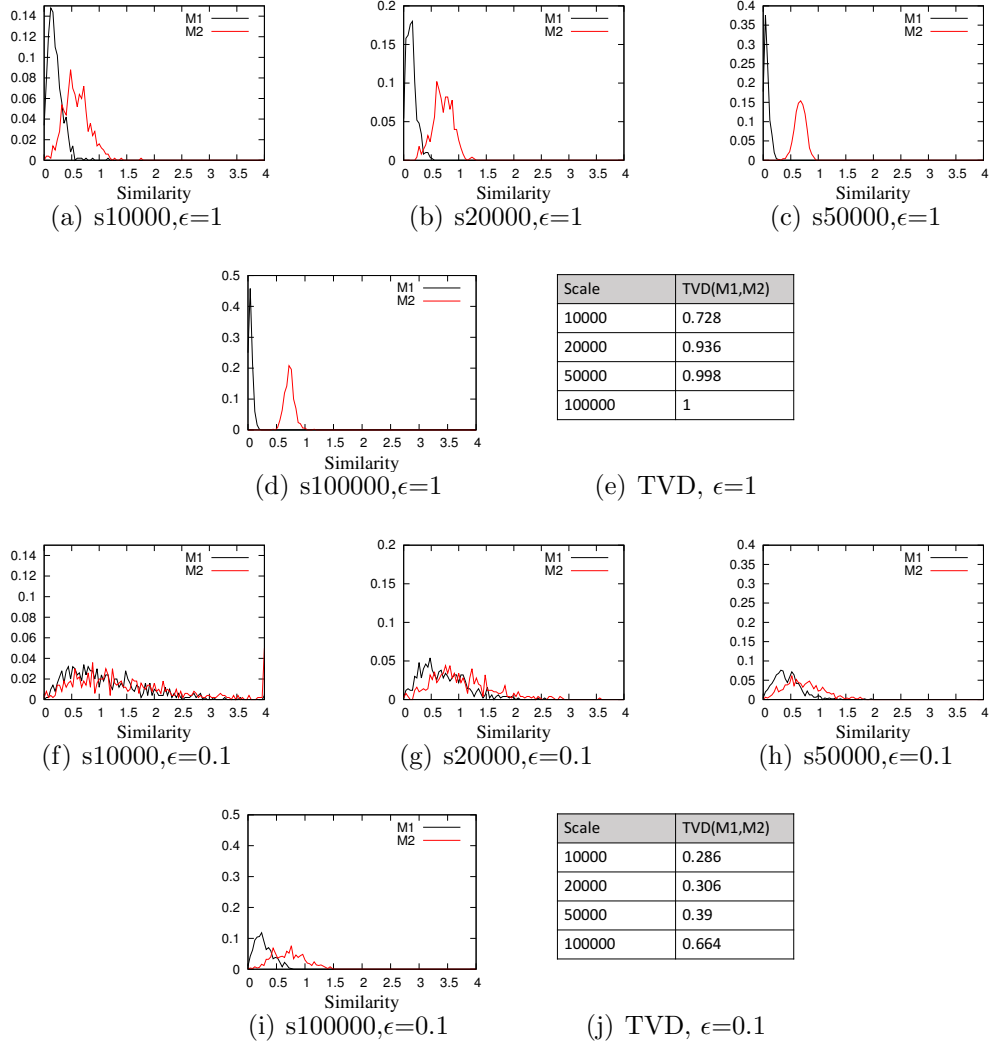 M1
M2
0.14
0.12
0.1
0.08
0.06
0.04
0.02
0
0 0.5 1 1.5 2 2.5 3 3.5 4
Similarity
(a) s10000,ϵ=1
M1
M2
0.2
0.15
0.1
0.05
0
0 0.5 1 1.5 2 2.5 3 3.5 4
Similarity
(b) s20000,ϵ=1
M1
M2
0.4
0.35
0.3
0.25
0.2
0.15
0.1
0.05
0
0 0.5 1 1.5 2 2.5 3 3.5 4
Similarity
(c) s50000,ϵ=1
M1
M2
0.5
0.4
0.3
0.2
0.1
0
0 0.5 1 1.5 2 2.5 3 3.5 4
Similarity
(d) s100000,ϵ=1
Scale TVD(M1,M2)
10000 0.728
20000 0.936
50000 0.998
100000 1
(e) TVD, ϵ=1
M1
M2
0.14
0.12
0.1
0.08
0.06
0.04
0.02
0
0 0.5 1 1.5 2 2.5 3 3.5 4
Similarity
(f) s10000,ϵ=0.1
M1
M2
0.2
0.15
0.1
0.05
0
0 0.5 1 1.5 2 2.5 3 3.5 4
Similarity
(g) s20000,ϵ=0.1
M1
M2
0.4
0.35
0.3
0.25
0.2
0.15
0.1
0.05
0
0 0.5 1 1.5 2 2.5 3 3.5 4
Similarity
(h) s50000,ϵ=0.1
M1
M2
0.5
0.4
0.3
0.2
0.1
0
0 0.5 1 1.5 2 2.5 3 3.5 4
Similarity
(i) s100000,ϵ=0.1
Scale TVD(M1,M2)
10000 0.286
20000 0.306
50000 0.39
100000 0.664
(j) TVD, ϵ=0.1